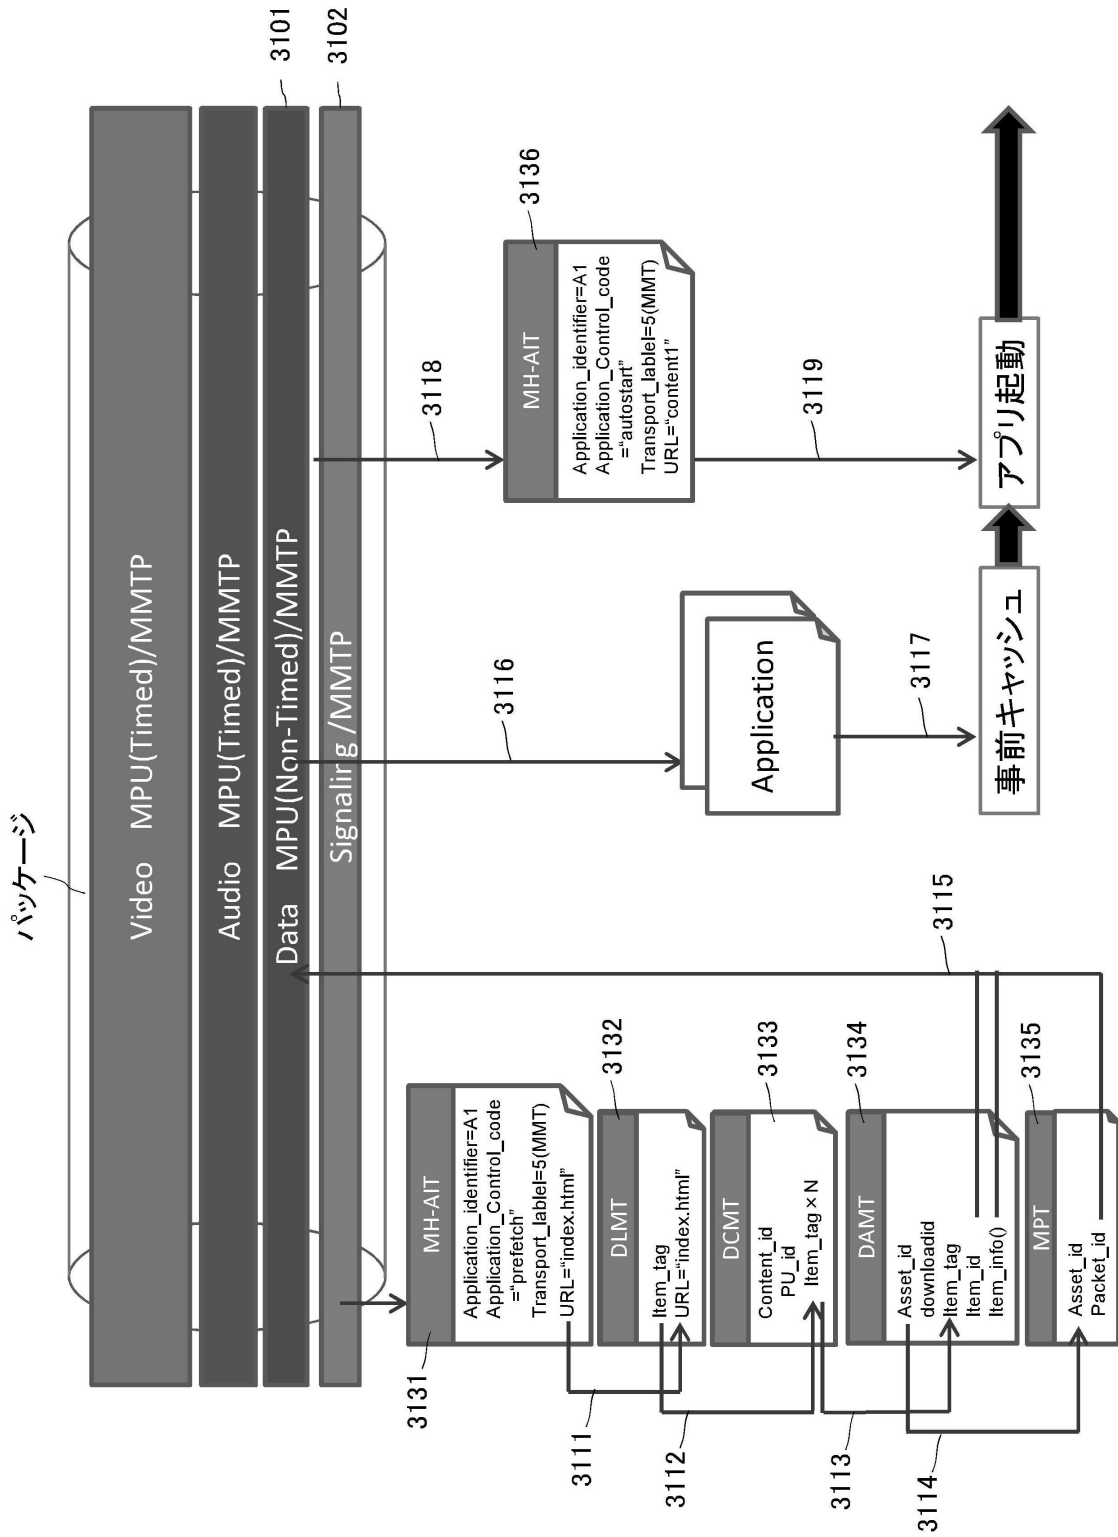 パッケージ
Video MPU(Timed)/MMTP
Audio MPU(Timed)/MMTP
Data MPU(Non-Timed)/MMTP
Signaling /MMTP
3101
3102
3131
MH-AIT
Application_identifier=A1
Application_Control_code
="prefetch"
Transport_lablel=5(MMT)
URL="index.html"
3111
DLMT
3132
Item_tag
URL="index.html"
3112
DCMT
3133
Content_id
PU_id
Item_tag×N
3113
DAMT
3134
Asset_id
downloadid
Item_tag
Item_id
Item_info()
3114
MPT
3135
Asset_id
Packet_id
3115
3116
Application
3117
事前キャッシュ
3118
MH-AIT
3136
Application_identifier=A1
Application_Control_code
="autostart"
Transport_lablel=5(MMT)
URL="content1"
3119
アプリ起動